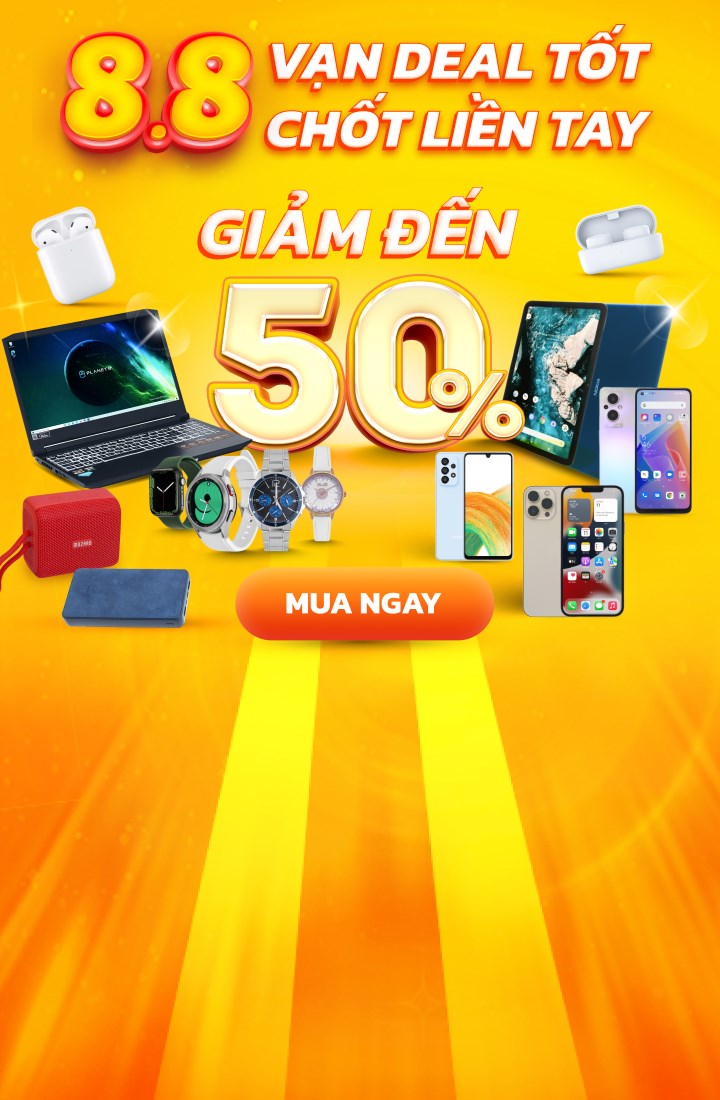 8.8
VẠN DEAL TỐT
CHỐT LIỀN TAY
GIẢM ĐẾN
50%
MUA NGAY